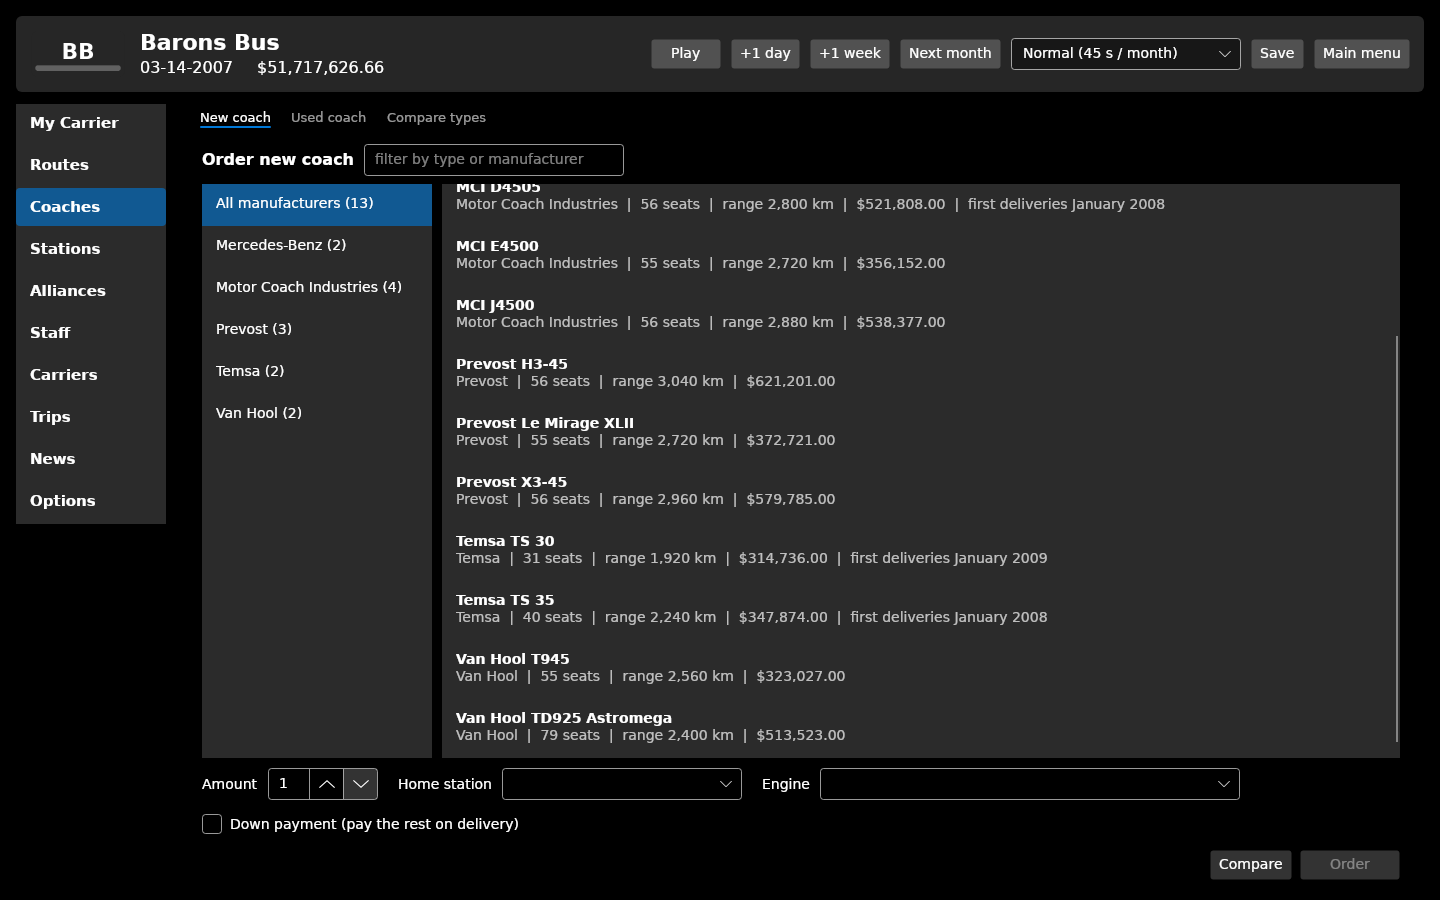 BB
Barons Bus
03-14-2007 $51,717,626.66
Play +1 day +1 week Next month Normal (45 s / month) Save Main menu
My Carrier
Routes
Coaches
Stations
Alliances
Staff
Carriers
Trips
News
Options
New coach Used coach Compare types
Order new coach filter by type or manufacturer
All manufacturers (13)
Mercedes-Benz (2)
Motor Coach Industries (4)
Prevost (3)
Temsa (2)
Van Hool (2)
MCI D4505
Motor Coach Industries | 56 seats | range 2,800 km | $521,808.00 | first deliveries January 2008
MCI E4500
Motor Coach Industries | 55 seats | range 2,720 km | $356,152.00
MCI J4500
Motor Coach Industries | 56 seats | range 2,880 km | $538,377.00
Prevost H3-45
Prevost | 56 seats | range 3,040 km | $621,201.00
Prevost Le Mirage XLII
Prevost | 55 seats | range 2,720 km | $372,721.00
Prevost X3-45
Prevost | 56 seats | range 2,960 km | $579,785.00
Temsa TS 30
Temsa | 31 seats | range 1,920 km | $314,736.00 | first deliveries January 2009
Temsa TS 35
Temsa | 40 seats | range 2,240 km | $347,874.00 | first deliveries January 2008
Van Hool T945
Van Hool | 55 seats | range 2,560 km | $323,027.00
Van Hool TD925 Astromega
Van Hool | 79 seats | range 2,400 km | $513,523.00
Amount 1 Home station Engine
Down payment (pay the rest on delivery)
Compare Order